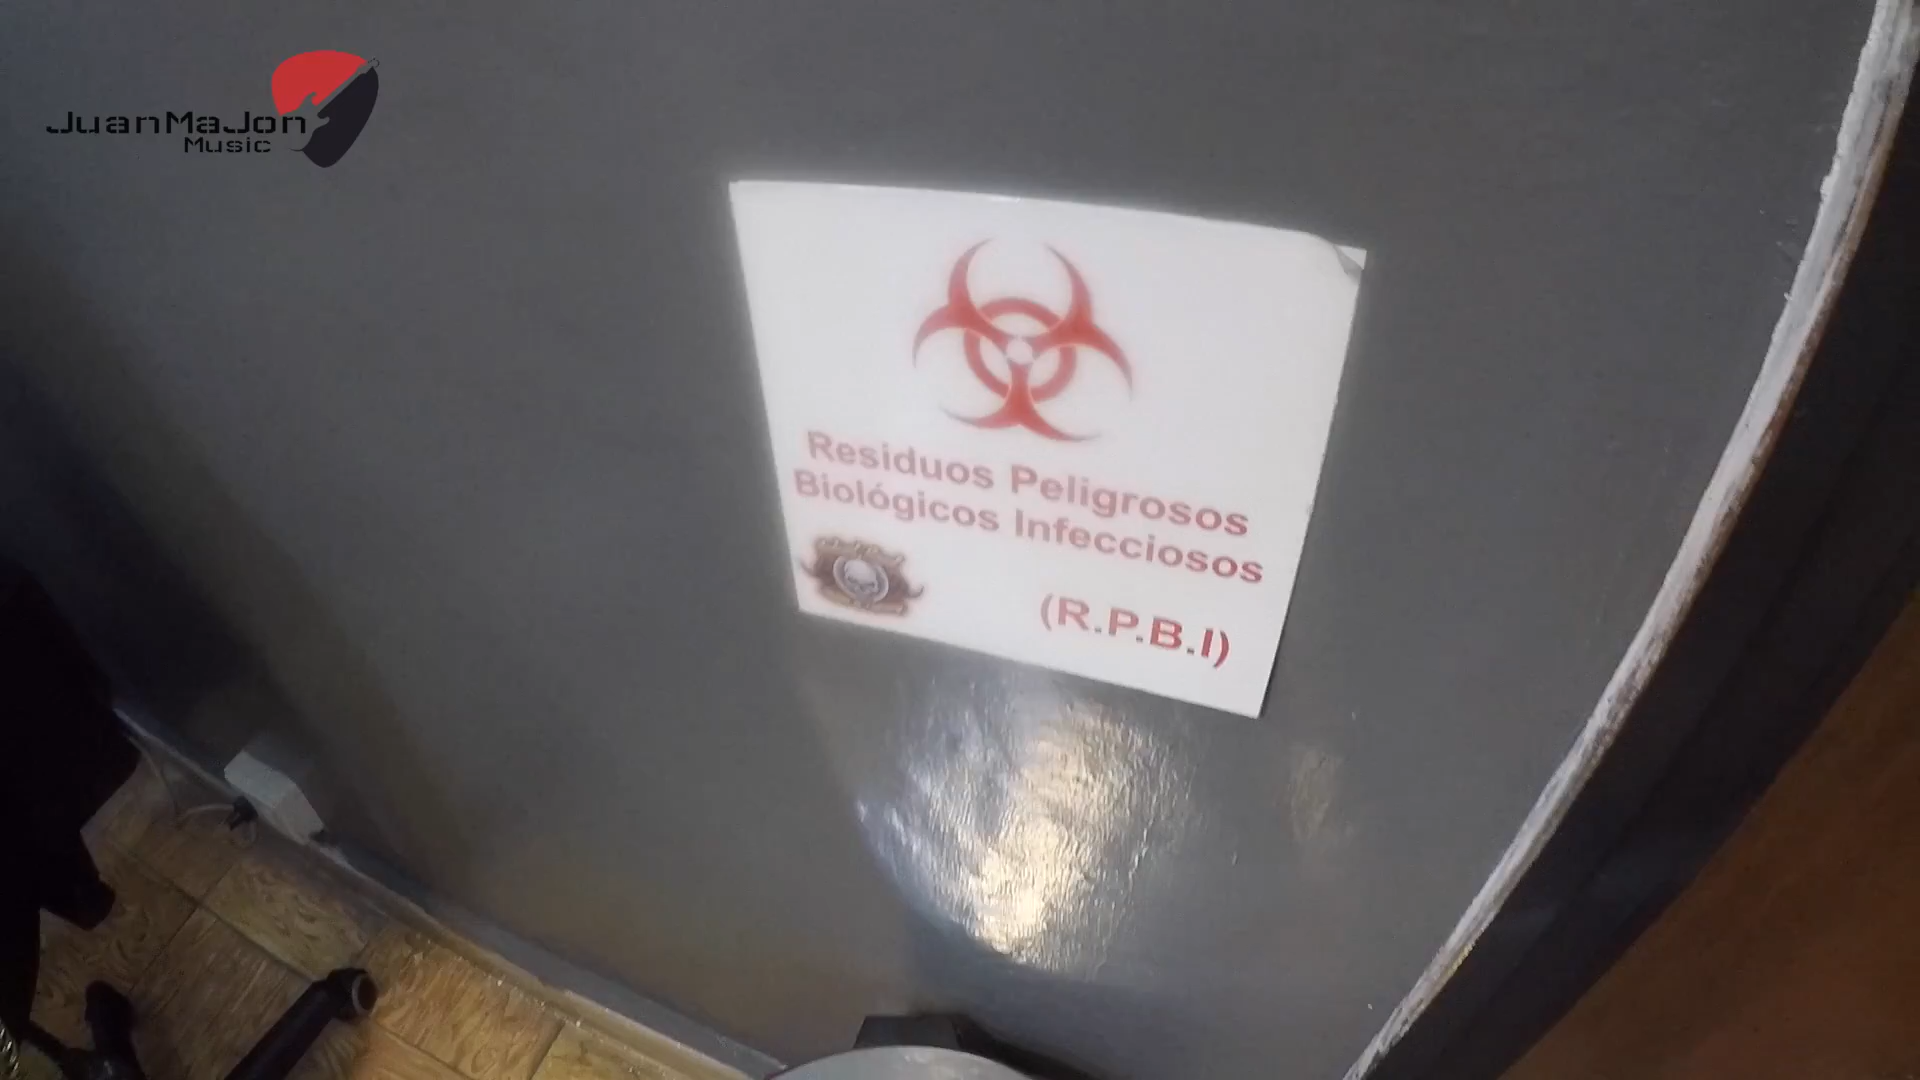 JuanMaJon
Music
Residuos Peligrosos
Biológicos Infecciosos
(R.P.B.I)